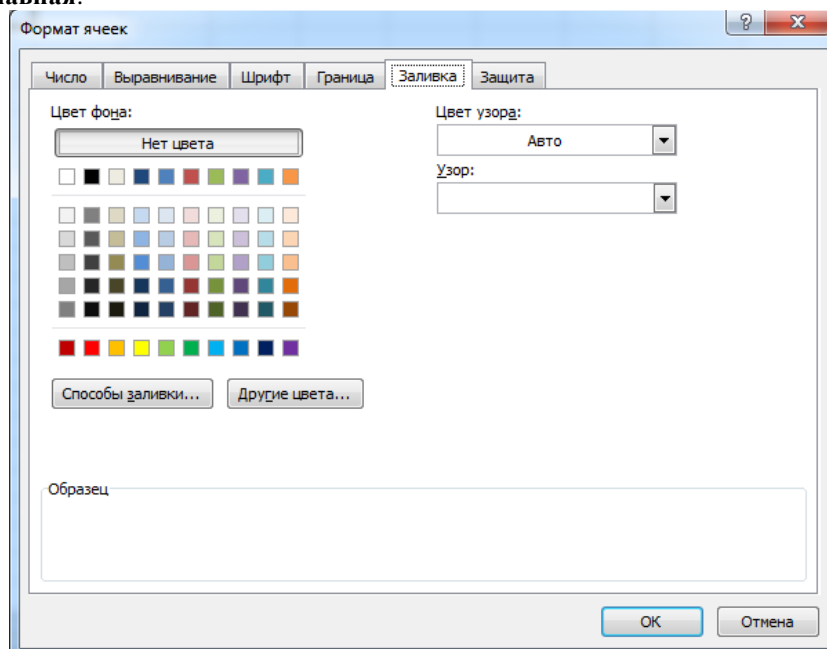 Формат ячеек
Число Выравнивание Шрифт Граница Заливка Защита
Цвет фона:
Нет цвета
Цвет узора:
Авто
Узор:
Способы заливки... Другие цвета...
Образец
ОК Отмена